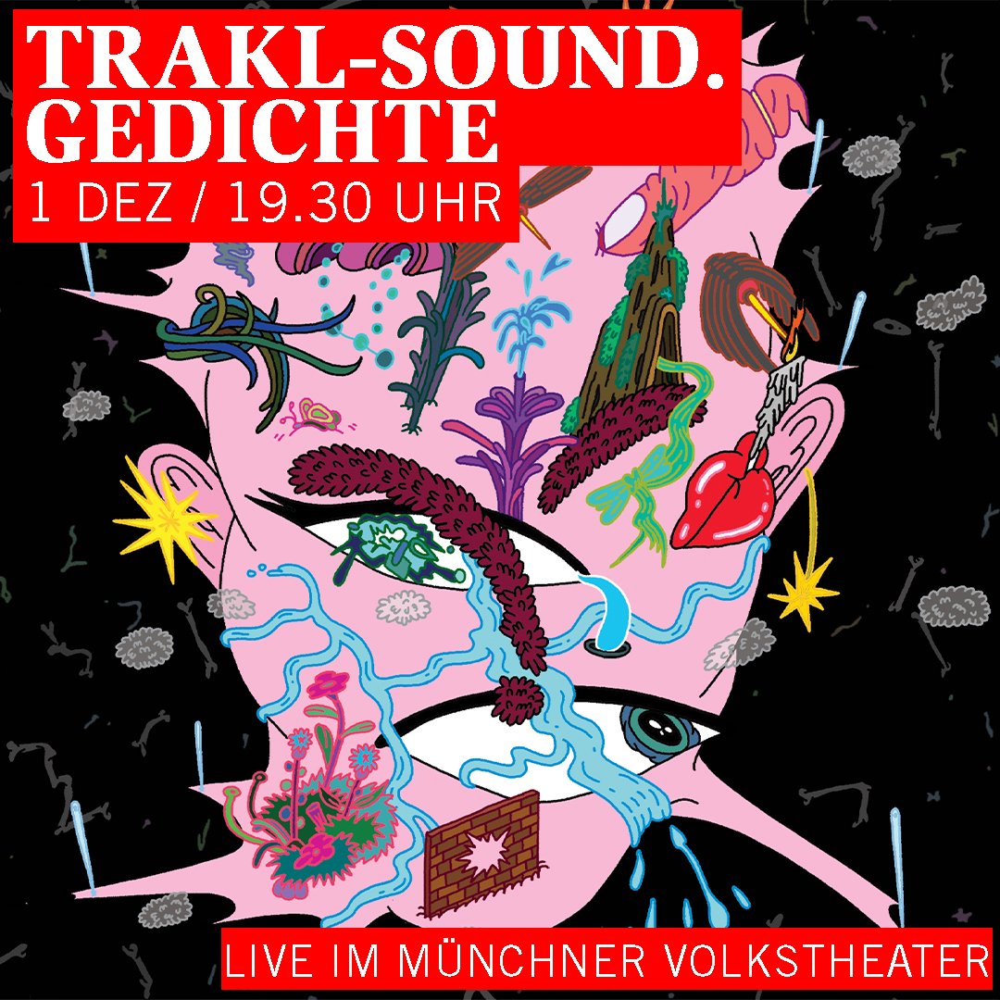 TRAKL-SOUND.
GEDICHTE
1 DEZ / 19.30 UHR
LIVE IM MÜNCHNER VOLKSTHEATER